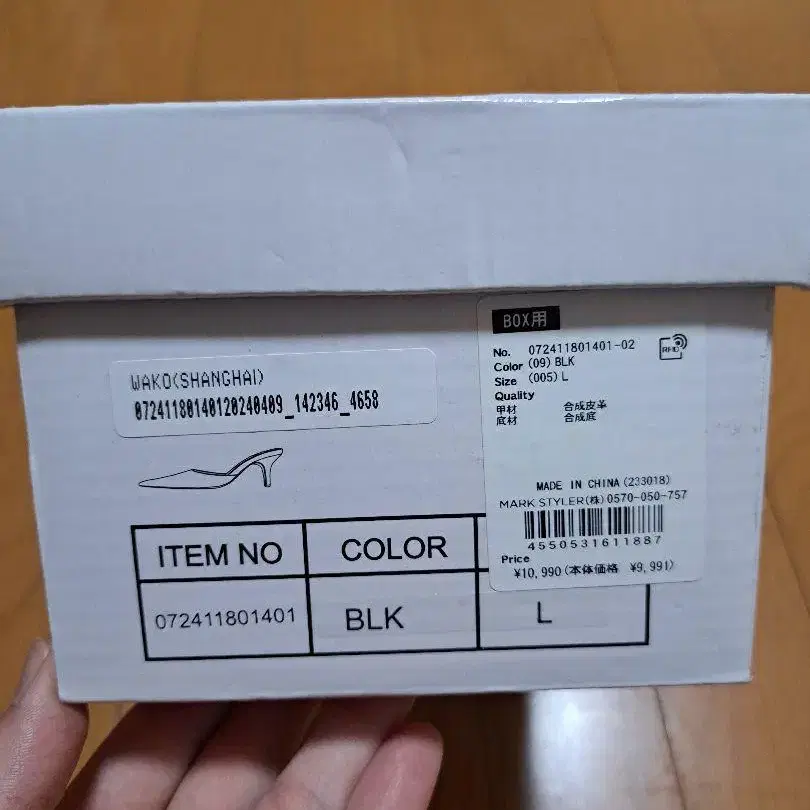 WAKO(SHANGHAI)
07241180140120240409_142346_4658
BOX用
No. 072411801401-02
RFID
Color (09) BLK
Size (005) L
Quality
甲材 合成皮革
底材 合成底
MADE IN CHINA (233018)
MARK STYLER(株) 0570-050-757
4550531611887
Price
¥10,990(本体価格 ¥9,991)
ITEM NO COLOR
072411801401 BLK L